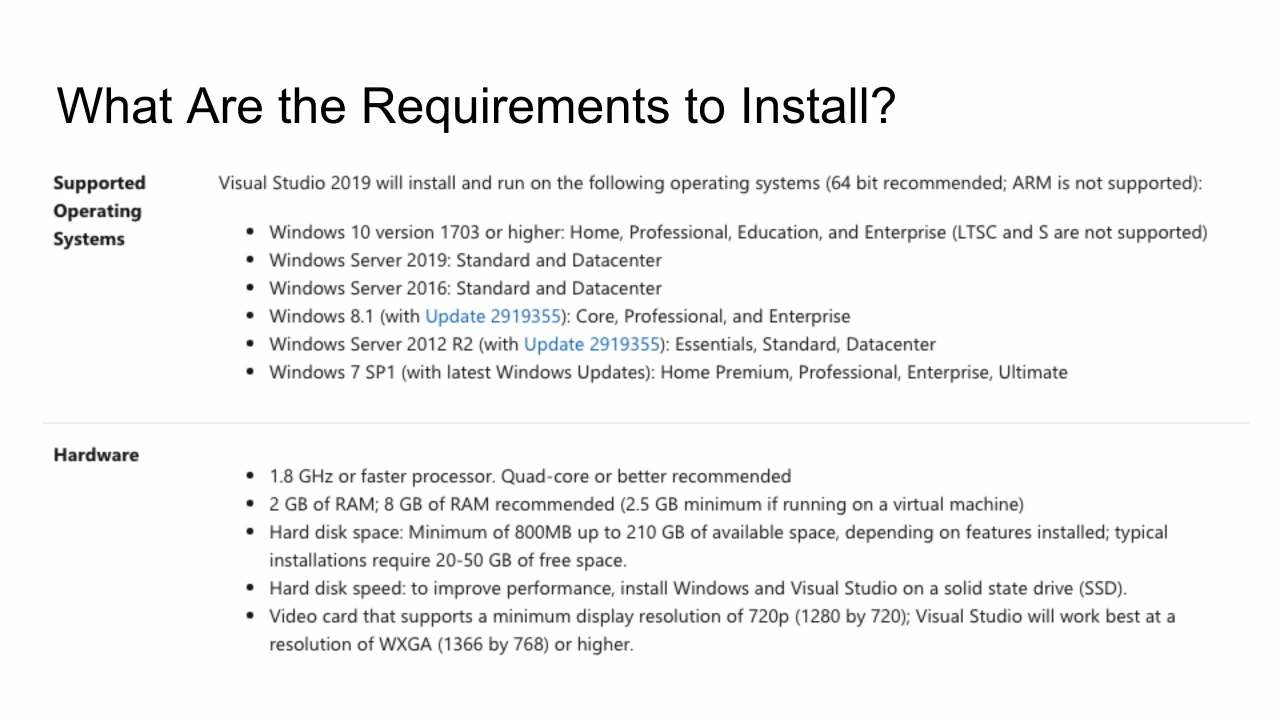 What Are the Requirements to Install?
Supported
Operating
Systems
Visual Studio 2019 will install and run on the following operating systems (64 bit recommended; ARM is not supported):
• Windows 10 version 1703 or higher: Home, Professional, Education, and Enterprise (LTSC and S are not supported)
• Windows Server 2019: Standard and Datacenter
• Windows Server 2016: Standard and Datacenter
• Windows 8.1 (with Update 2919355): Core, Professional, and Enterprise
• Windows Server 2012 R2 (with Update 2919355): Essentials, Standard, Datacenter
• Windows 7 SP1 (with latest Windows Updates): Home Premium, Professional, Enterprise, Ultimate
Hardware
• 1.8 GHz or faster processor. Quad-core or better recommended
• 2 GB of RAM; 8 GB of RAM recommended (2.5 GB minimum if running on a virtual machine)
• Hard disk space: Minimum of 800MB up to 210 GB of available space, depending on features installed; typical
installations require 20-50 GB of free space.
• Hard disk speed: to improve performance, install Windows and Visual Studio on a solid state drive (SSD).
• Video card that supports a minimum display resolution of 720p (1280 by 720); Visual Studio will work best at a
resolution of WXGA (1366 by 768) or higher.